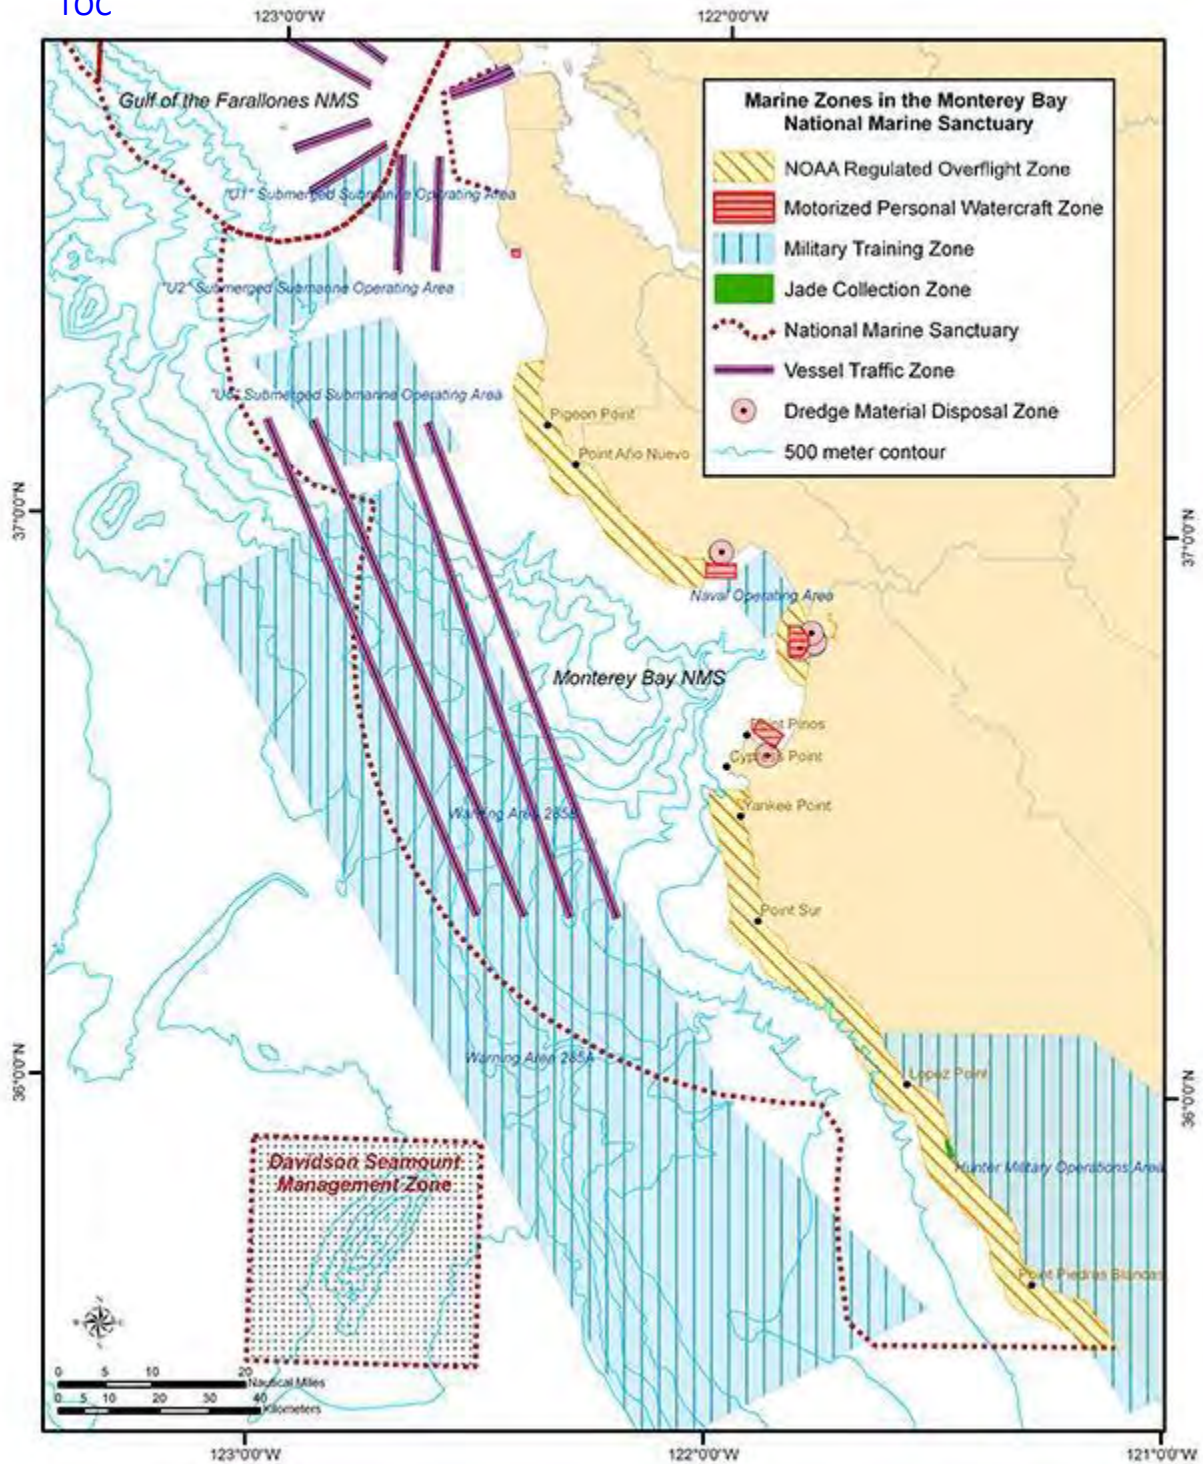 TOC
123°0'0"W
122°0'0"W
Gulf of the Farallones NMS
Marine Zones in the Monterey Bay
National Marine Sanctuary
NOAA Regulated Overflight Zone
Motorized Personal Watercraft Zone
Military Training Zone
Jade Collection Zone
National Marine Sanctuary
Vessel Traffic Zone
Dredge Material Disposal Zone
500 meter contour
"U1" Submerged Submarine Operating Area
"U2" Submerged Submarine Operating Area
Submerged Submarine Operating Area
Pigeon Point
Point Año Nuevo
37°0'0"N
37°0'0"N
Naval Operating Area
Monterey Bay NMS
Point Pinos
Cypress Point
Yankee Point
Warning Area 285B
Point Sur
Warning Area 285A
36°0'0"N
36°0'0"N
Lopez Point
Davidson Seamount
Management Zone
Hunter Military Operations Area
Point Piedras Blancas
0 5 10 20
Nautical Miles
0 5 10 20 30 40
Kilometers
123°0'0"W
122°0'0"W
121°0'0"W